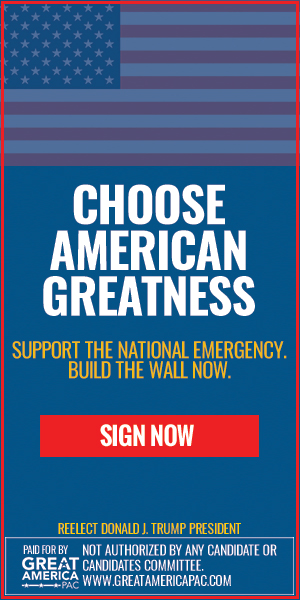 CHOOSE
AMERICAN
GREATNESS
SUPPORT THE NATIONAL EMERGENCY.
BUILD THE WALL NOW.
SIGN NOW
REELECT DONALD J. TRUMP PRESIDENT
PAID FOR BY
GREAT
AMERICA
PAC
NOT AUTHORIZED BY ANY CANDIDATE OR
CANDIDATES COMMITTEE.
WWW.GREATAMERICAPAC.COM